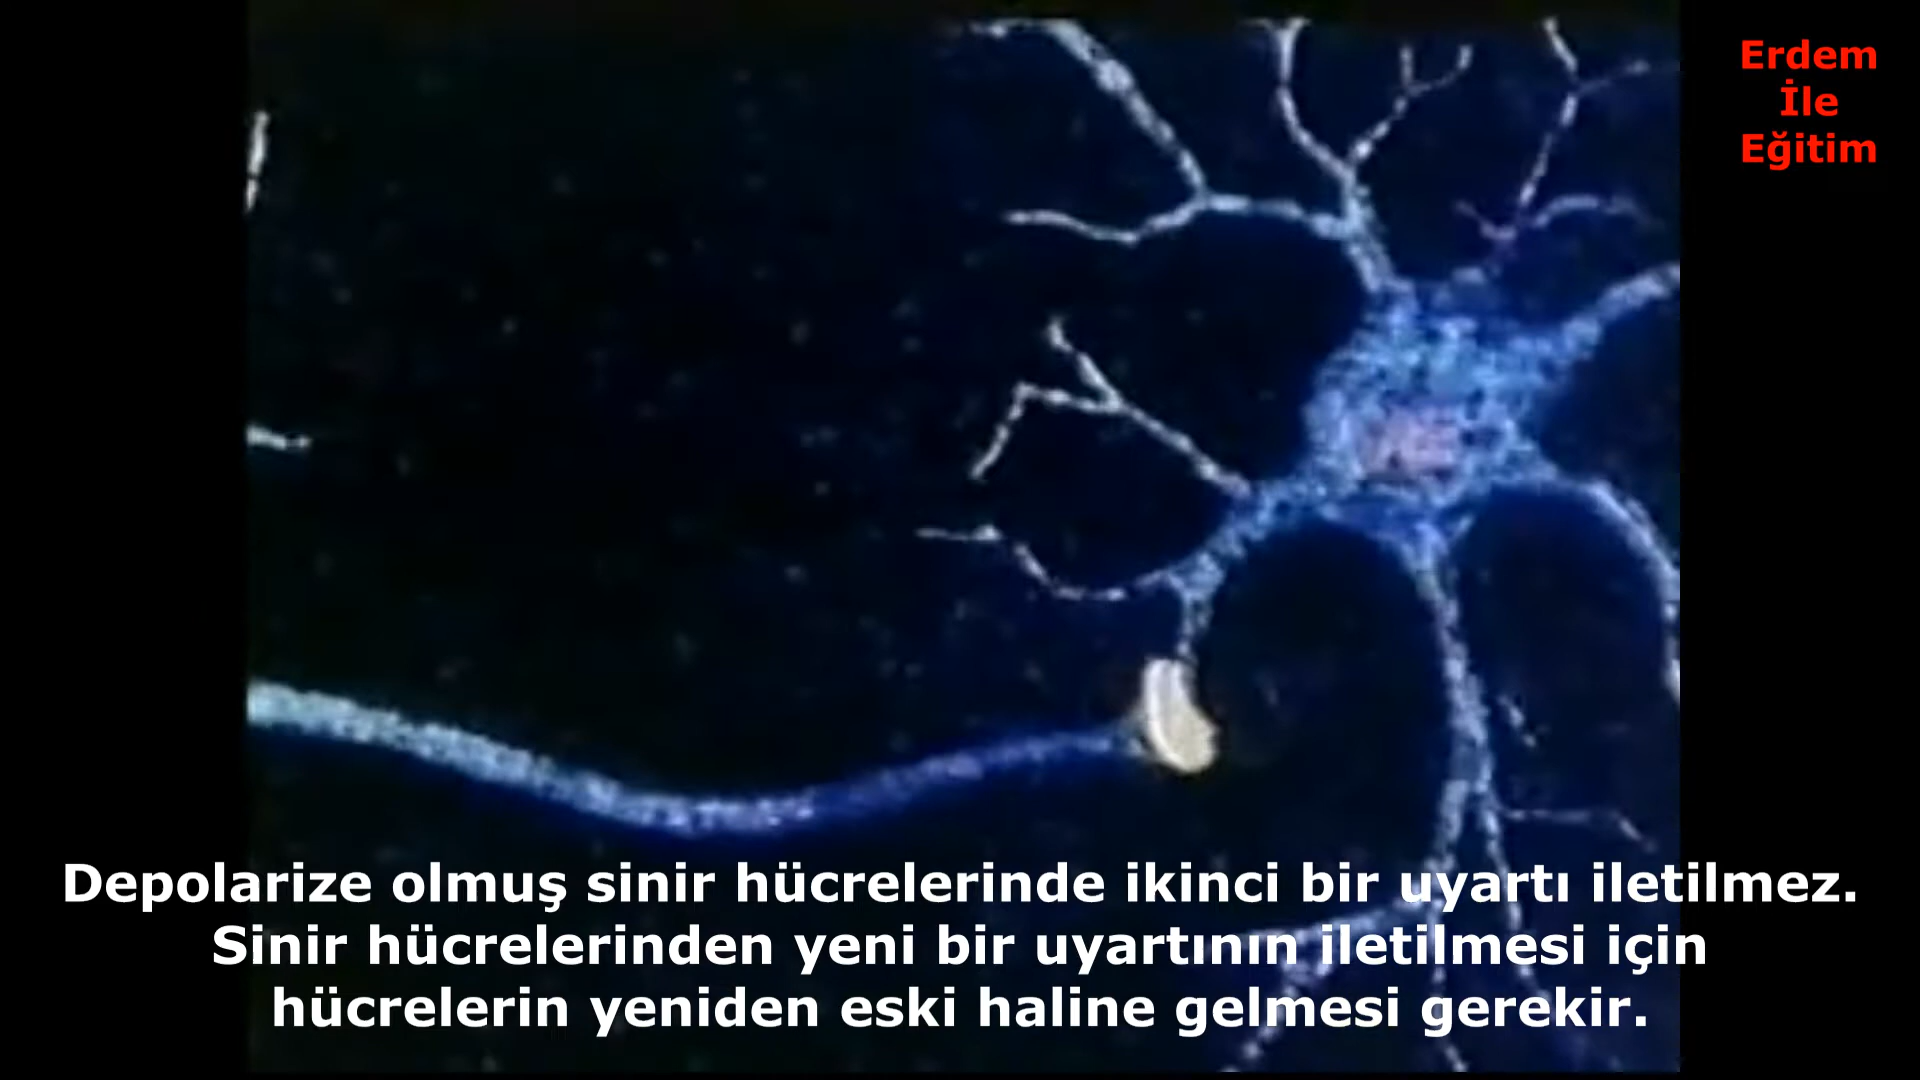 Erdem
İle
Eğitim
Depolarize olmuş sinir hücrelerinde ikinci bir uyartı iletilmez.
Sinir hücrelerinden yeni bir uyartının iletilmesi için
hücrelerin yeniden eski haline gelmesi gerekir.